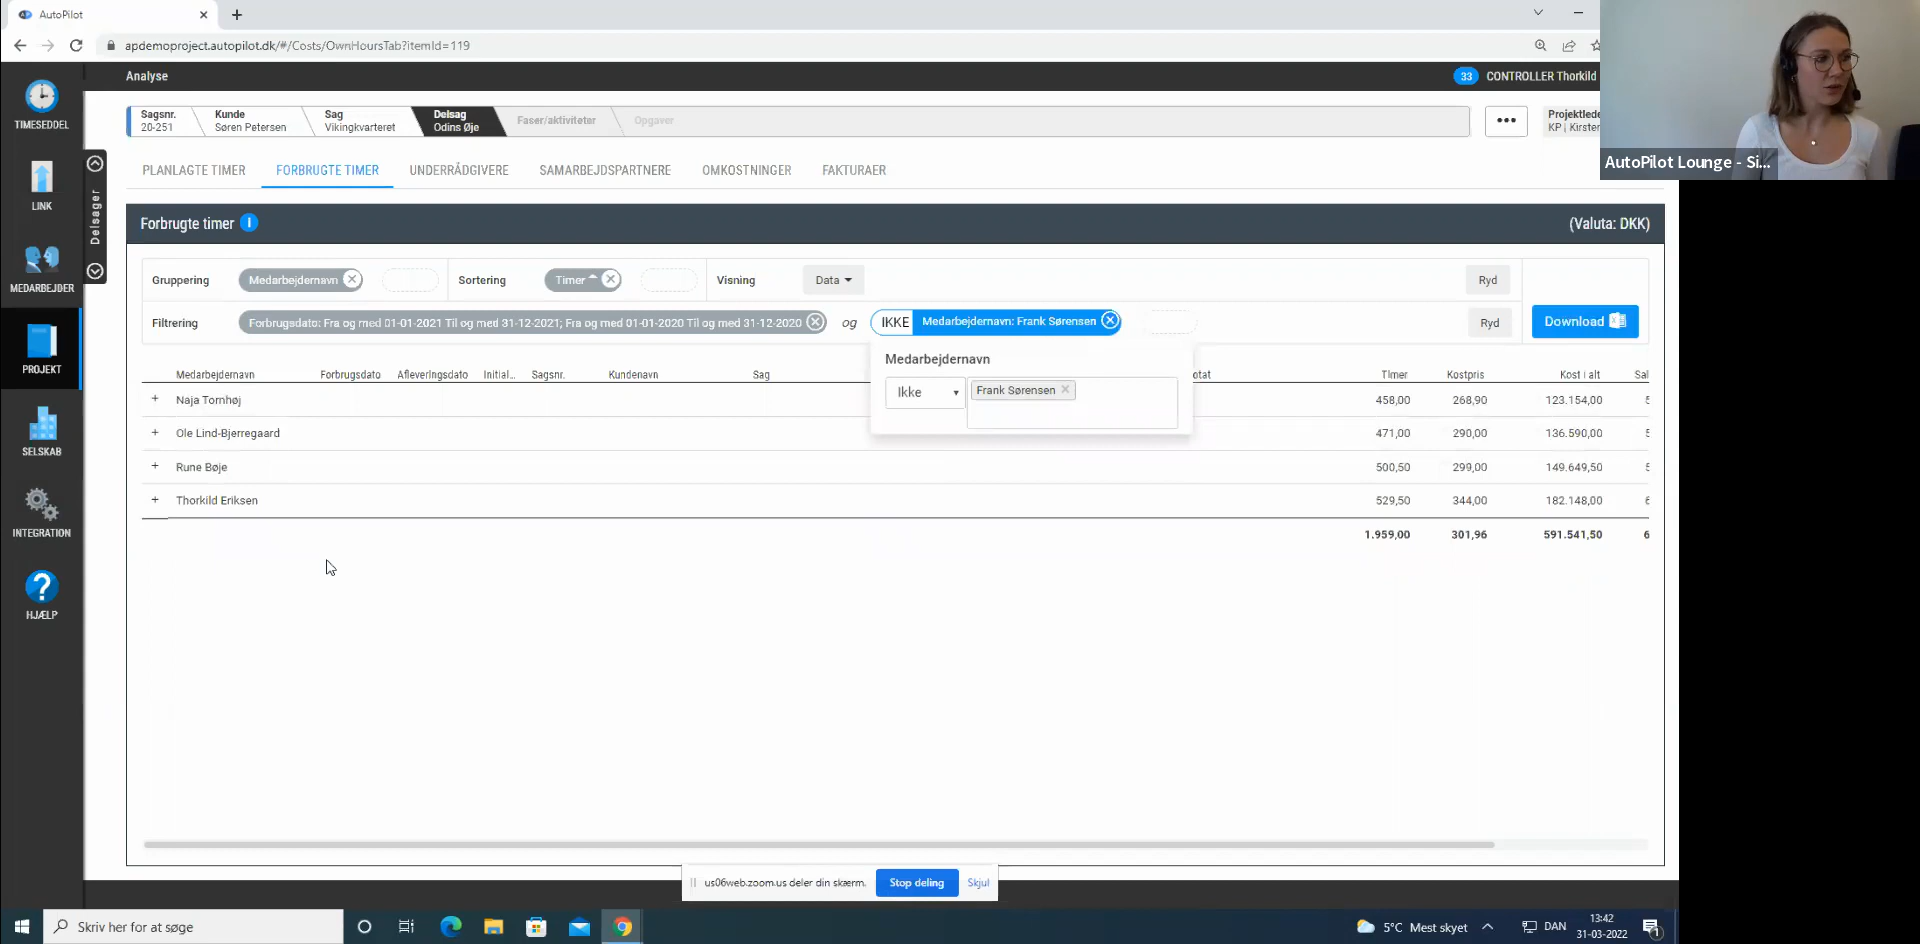 AutoPilot
apdemoproject.autopilot.dk/#/Costs/OwnHoursTab?itemId=119
Analyse
33 CONTROLLER Thorkild
TIMESEDDEL
LINK
MEDARBEJDER
PROJEKT
SELSKAB
INTEGRATION
HJÆLP
Delsager
Sagsnr. Kunde Sag Delsag Faser/aktiviteter Opgaver
20-251 Søren Petersen Vikingkvarteret Odins Øje
Projektlede
KP | Kirster
AutoPilot Lounge - Si...
PLANLAGTE TIMER FORBRUGTE TIMER UNDERRÅDGIVERE SAMARBEJDSPARTNERE OMKOSTNINGER FAKTURAER
Forbrugte timer i (Valuta: DKK)
Gruppering Medarbejdernavn Sortering Timer Visning Data Ryd
Filtrering Forbrugsdato: Fra og med 01-01-2021 Til og med 31-12-2021; Fra og med 01-01-2020 Til og med 31-12-2020 og IKKE Medarbejdernavn: Frank Sørensen Ryd Download
Medarbejdernavn
Ikke Frank Sørensen
Medarbejdernavn Forbrugsdato Afleveringsdato Initial... Sagsnr. Kundenavn Sag otat Timer Kostpris Kost i alt Sal
+ Naja Tornhøj 458,00 268,90 123.154,00 5
+ Ole Lind-Bjerregaard 471,00 290,00 136.590,00 5
+ Rune Bøje 500,50 299,00 149.649,50 5
+ Thorkild Eriksen 529,50 344,00 182.148,00 6
1.959,00 301,96 591.541,50 6
us06web.zoom.us deler din skærm. Stop deling Skjul
Skriv her for at søge
5°C Mest skyet DAN
13:42
31-03-2022
1